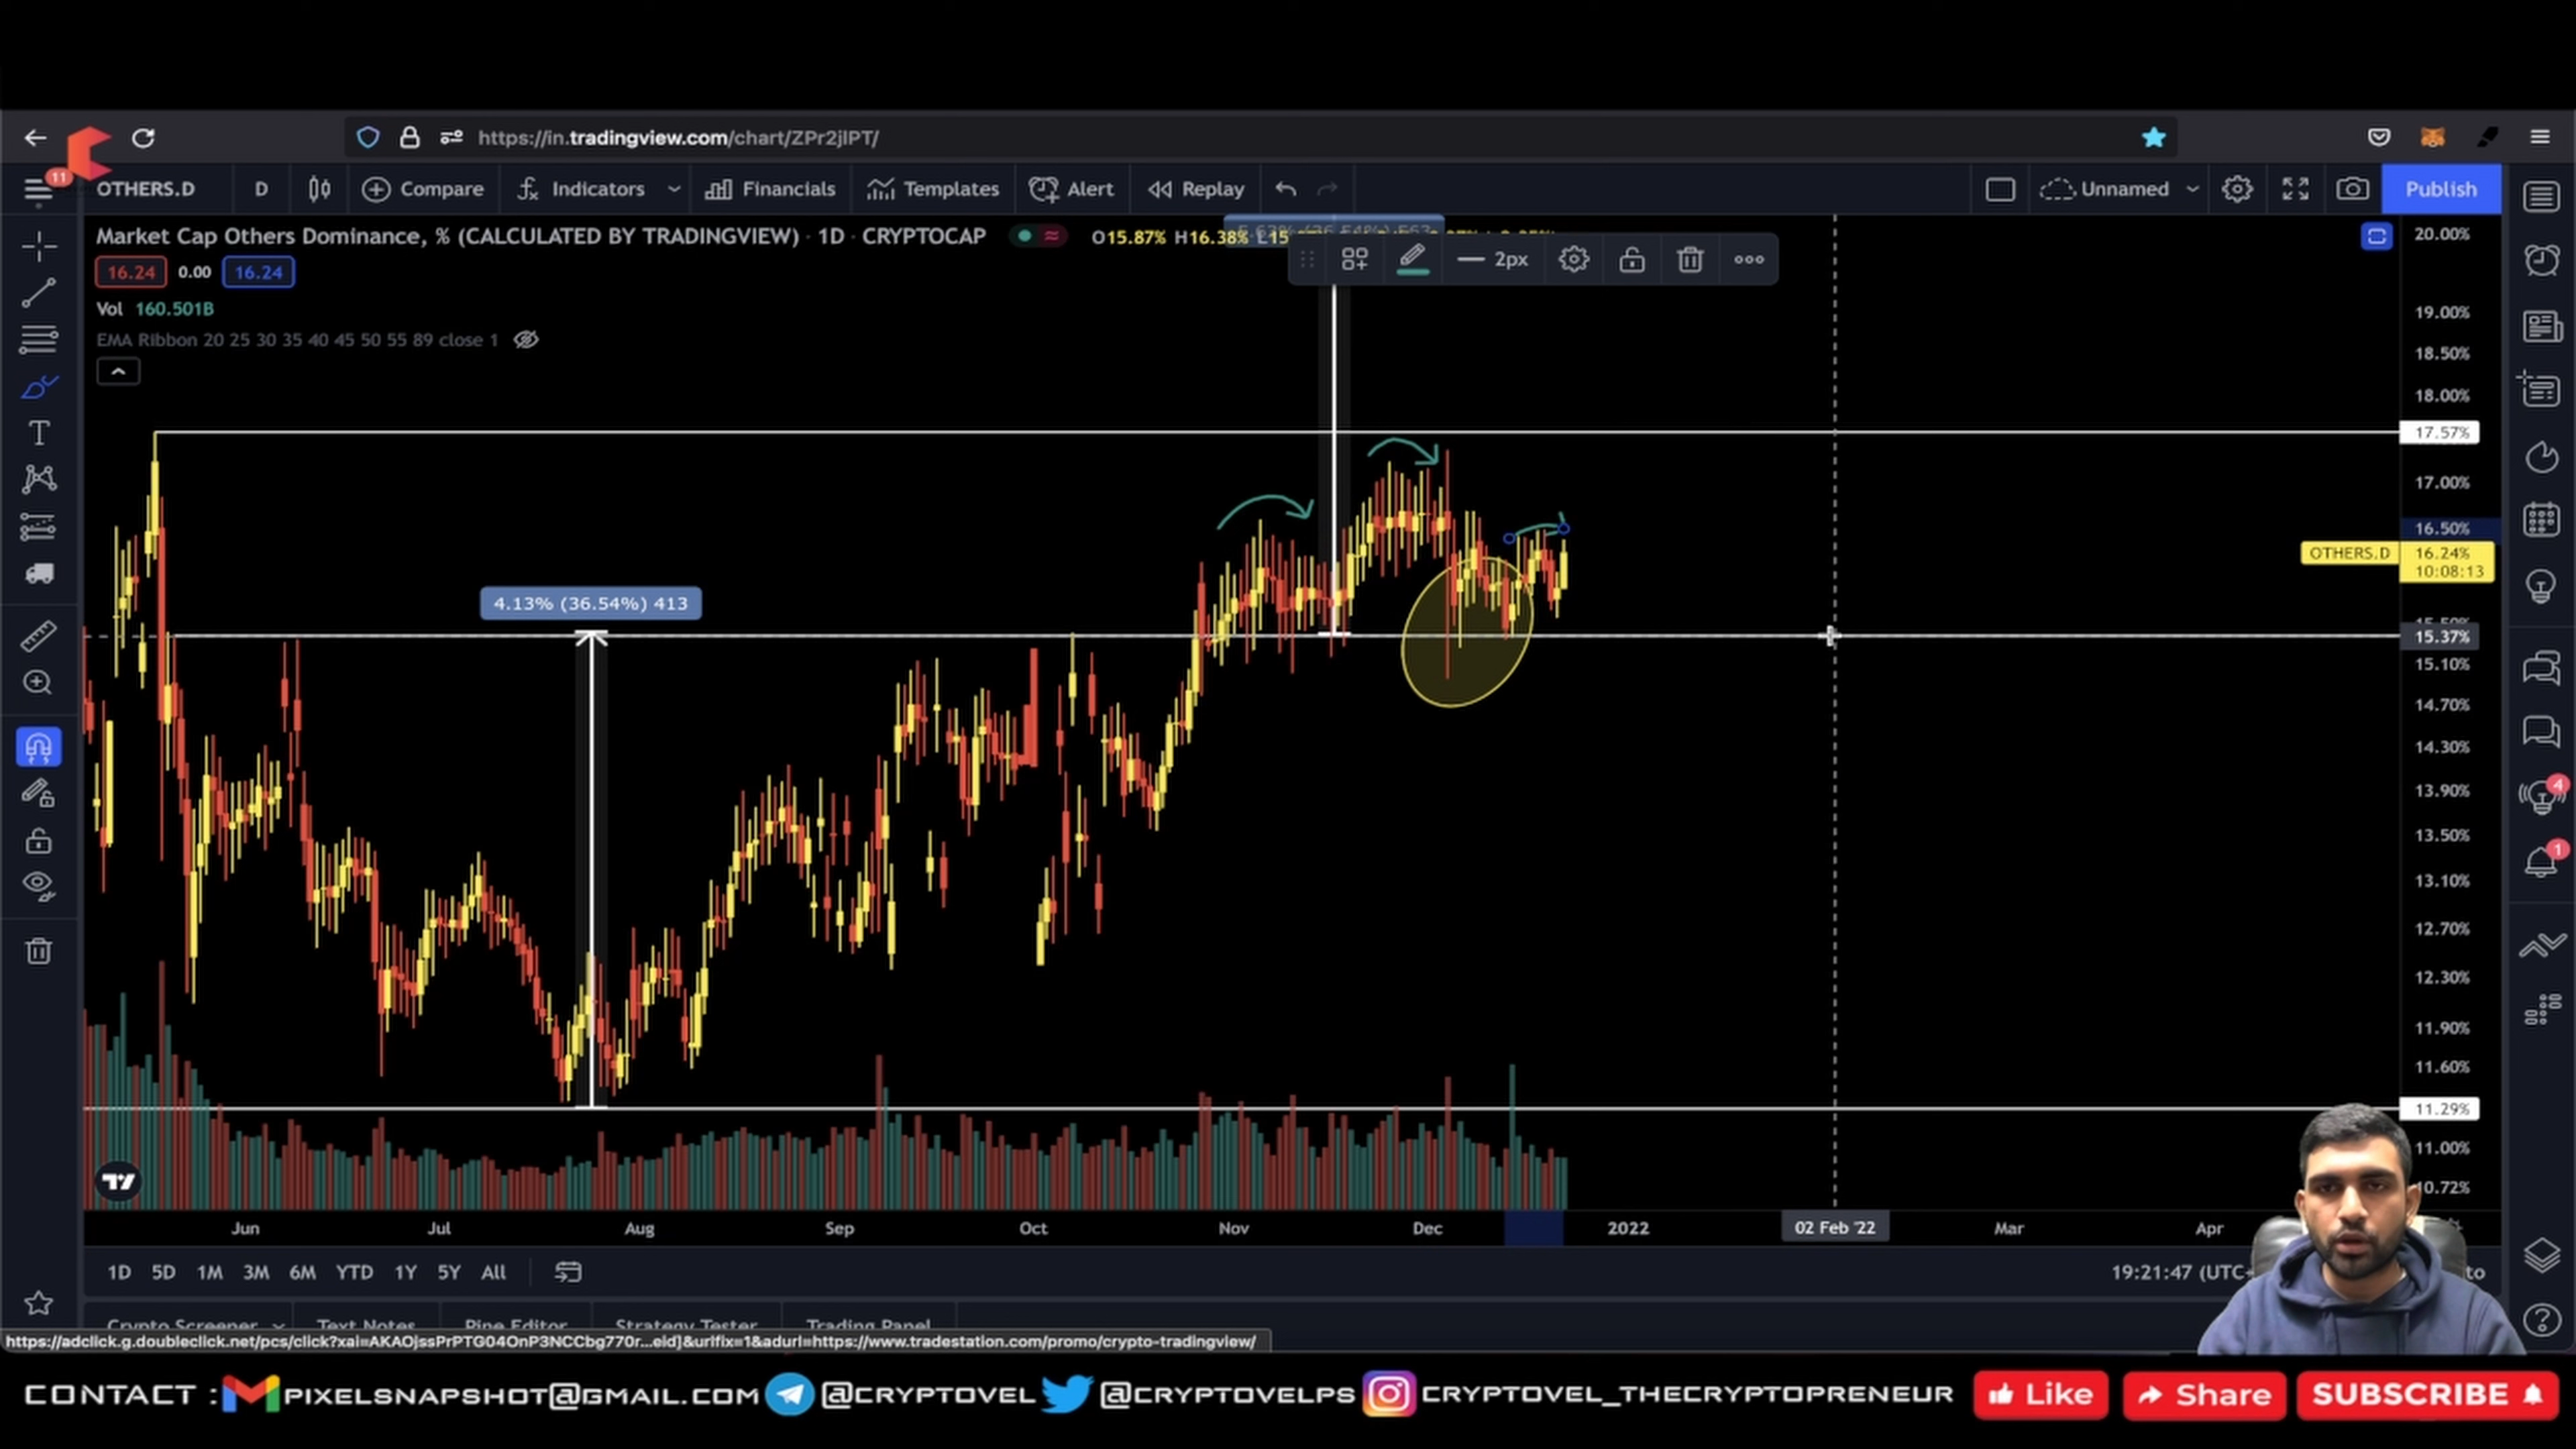 https://in.tradingview.com/chart/ZPr2jlPT/
11
OTHERS.D D Compare Indicators Financials Templates Alert Replay Unnamed Publish
Market Cap Others Dominance, % (CALCULATED BY TRADINGVIEW) · 1D · CRYPTOCAP
O15.87% H16.38%
16.24 0.00 16.24
2px
Vol 160.501B
EMA Ribbon 20 25 30 35 40 45 50 55 89 close 1
20.00%
19.00%
18.50%
18.00%
17.57%
17.00%
16.50%
OTHERS.D 16.24%
10:08:13
15.37%
15.10%
14.70%
14.30%
13.90%
13.50%
13.10%
12.70%
12.30%
11.90%
11.60%
11.29%
11.00%
10.72%
4.13% (36.54%) 413
4
1
Jun Jul Aug Sep Oct Nov Dec 2022 02 Feb '22 Mar Apr
1D 5D 1M 3M 6M YTD 1Y 5Y All
19:21:47 (UTC+
Crypto Screener Text Notes Pine Editor Strategy Tester Trading Panel
https://adclick.g.doubleclick.net/pcs/click?xai=AKAOjssPrPTG04OnP3NCCbg770r...eid]&urlfix=1&adurl=https://www.tradestation.com/promo/crypto-tradingview/
CONTACT : PIXELSNAPSHOT@GMAIL.COM @CRYPTOVEL @CRYPTOVELPS CRYPTOVEL_THECRYPTOPRENEUR Like Share SUBSCRIBE